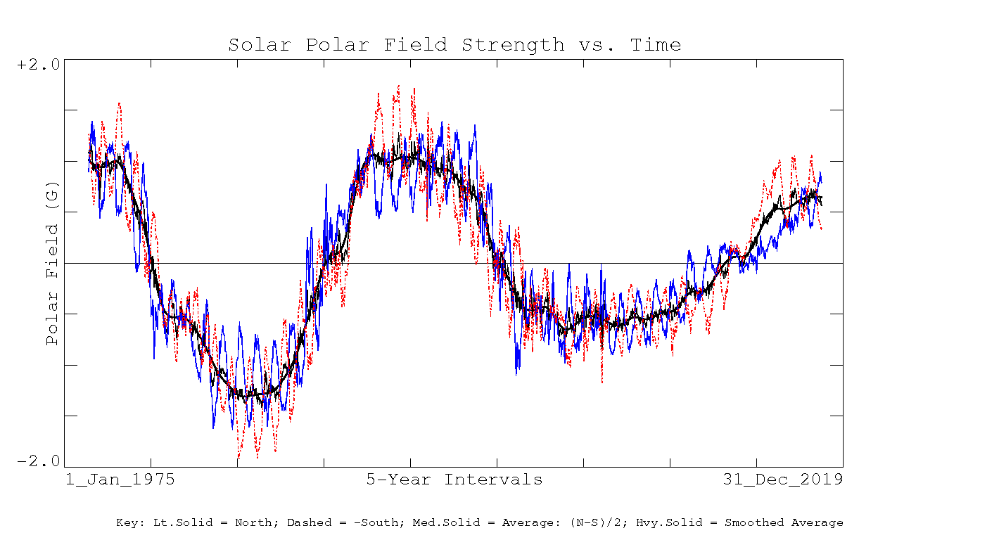 Solar Polar Field Strength vs. Time
+2.0
Polar Field (G)
-2.0
1_Jan_1975 5-Year Intervals 31_Dec_2019
Key: Lt.Solid = North; Dashed = -South; Med.Solid = Average: (N-S)/2; Hvy.Solid = Smoothed Average